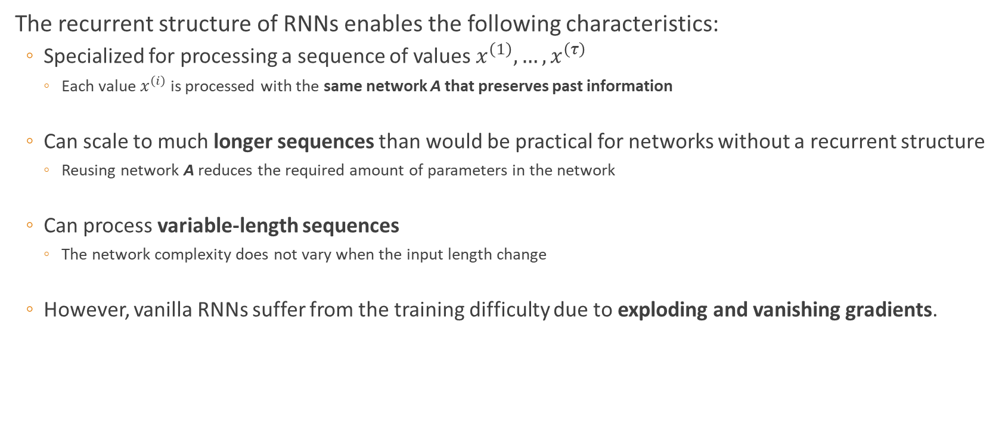 The recurrent structure of RNNs enables the following characteristics:
◦ Specialized for processing a sequence of values x^(1), … , x^(τ)
◦ Each value x^(i) is processed with the same network A that preserves past information
◦ Can scale to much longer sequences than would be practical for networks without a recurrent structure
◦ Reusing network A reduces the required amount of parameters in the network
◦ Can process variable-length sequences
◦ The network complexity does not vary when the input length change
◦ However, vanilla RNNs suffer from the training difficulty due to exploding and vanishing gradients.